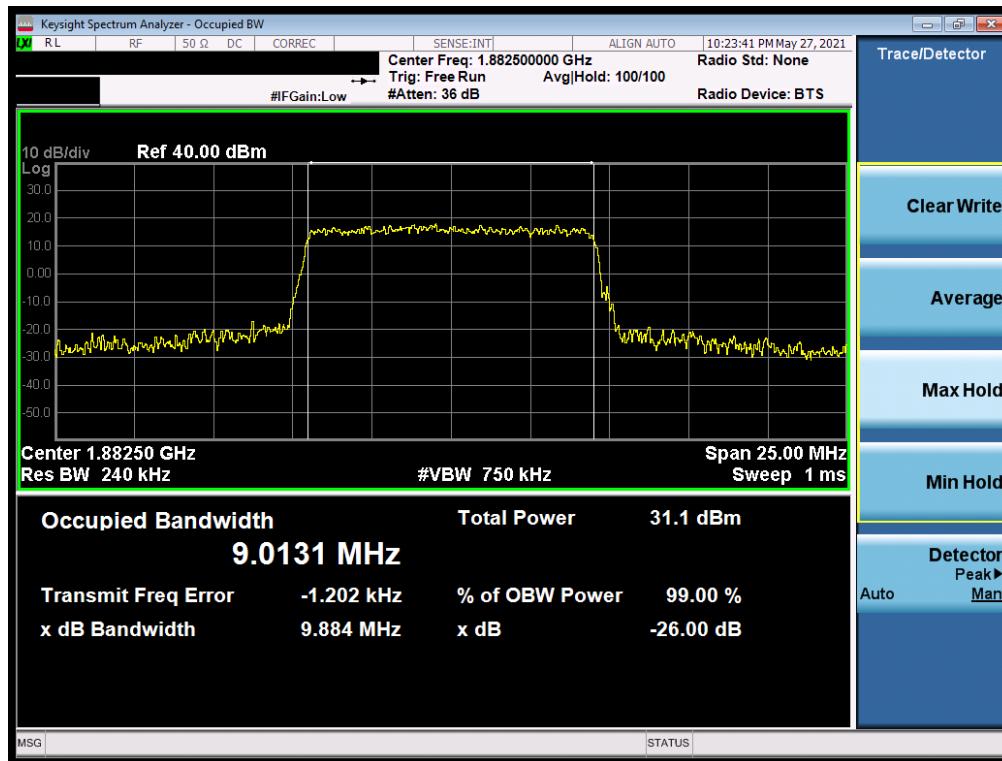 Keysight Spectrum Analyzer - Occupied BW
LXI RL RF 50 Ω DC CORREC SENSE:INT ALIGN AUTO 10:23:41 PM May 27, 2021
Center Freq: 1.882500000 GHz Radio Std: None
Trig: Free Run Avg|Hold: 100/100
#IFGain:Low #Atten: 36 dB Radio Device: BTS
10 dB/div Ref 40.00 dBm
Log
30.0
20.0
10.0
0.00
-10.0
-20.0
-30.0
-40.0
-50.0
Center 1.88250 GHz Span 25.00 MHz
Res BW 240 kHz #VBW 750 kHz Sweep 1 ms
Occupied Bandwidth Total Power 31.1 dBm
9.0131 MHz
Transmit Freq Error -1.202 kHz % of OBW Power 99.00 %
x dB Bandwidth 9.884 MHz x dB -26.00 dB
MSG STATUS
Trace/Detector
Clear Write
Average
Max Hold
Min Hold
Detector
Peak▶
Auto Man